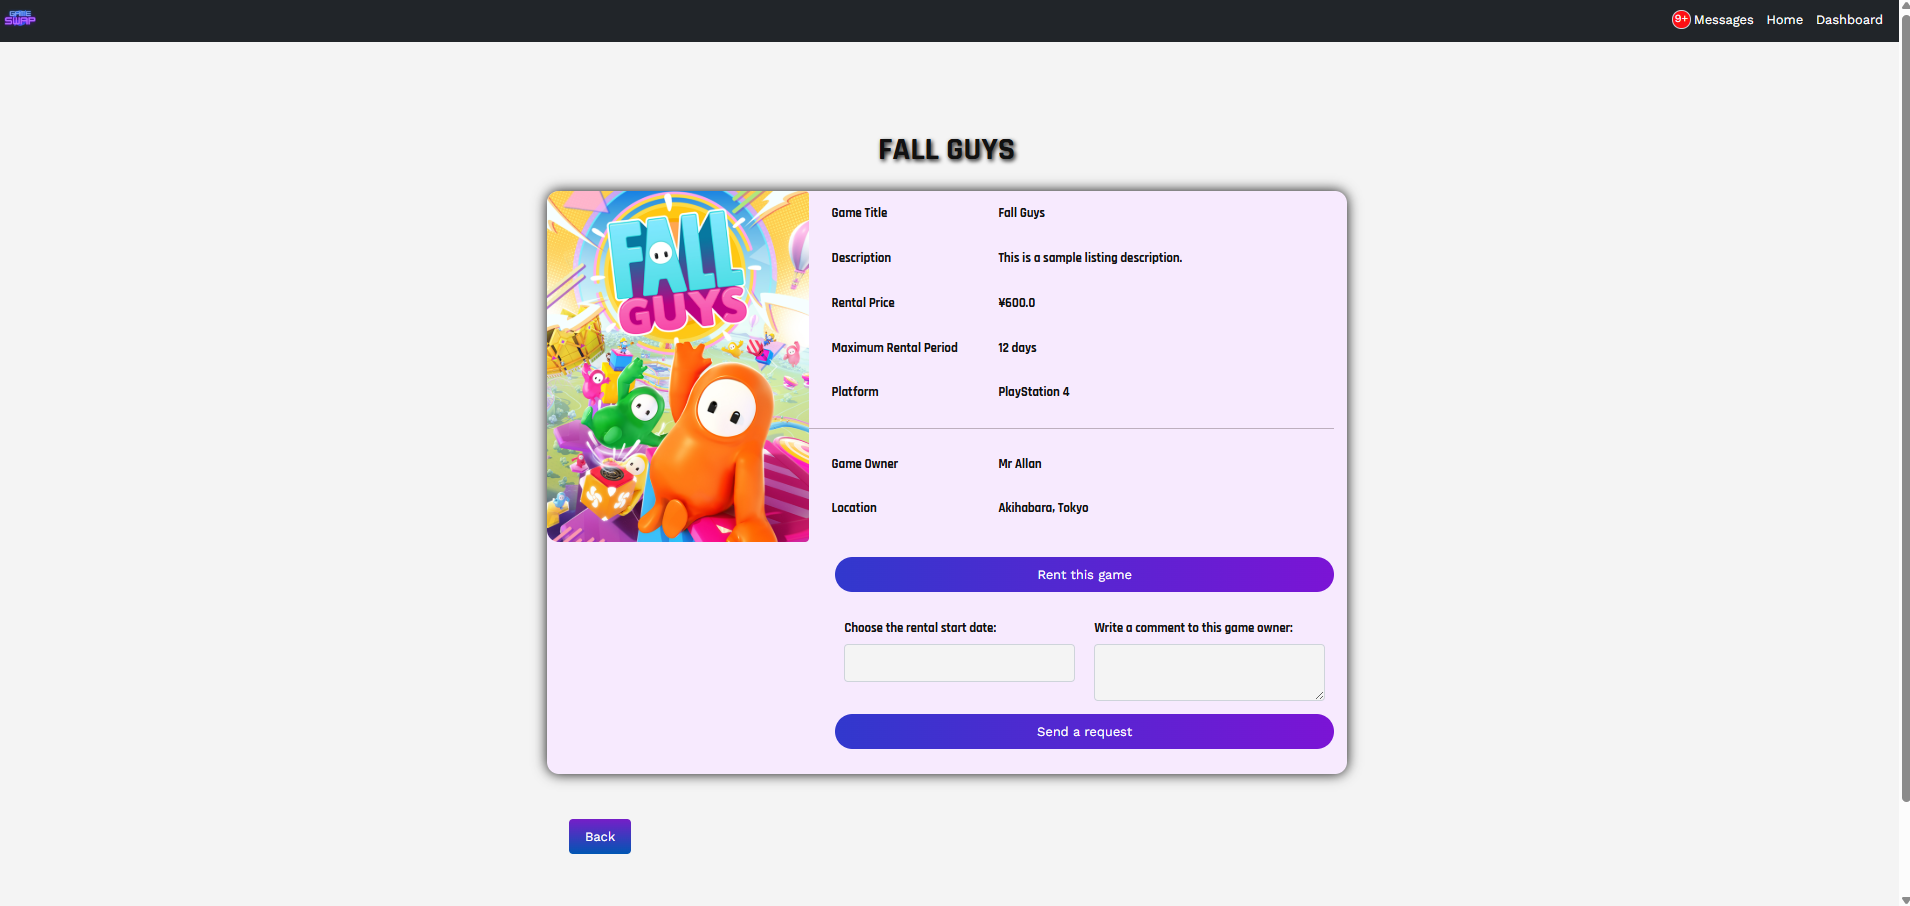 GAME
SWAP
9+ Messages Home Dashboard
FALL GUYS
FALL
GUYS
Game Title Fall Guys
Description This is a sample listing description.
Rental Price ¥600.0
Maximum Rental Period 12 days
Platform PlayStation 4
Game Owner Mr Allan
Location Akihabara, Tokyo
Rent this game
Choose the rental start date: Write a comment to this game owner:
Send a request
Back